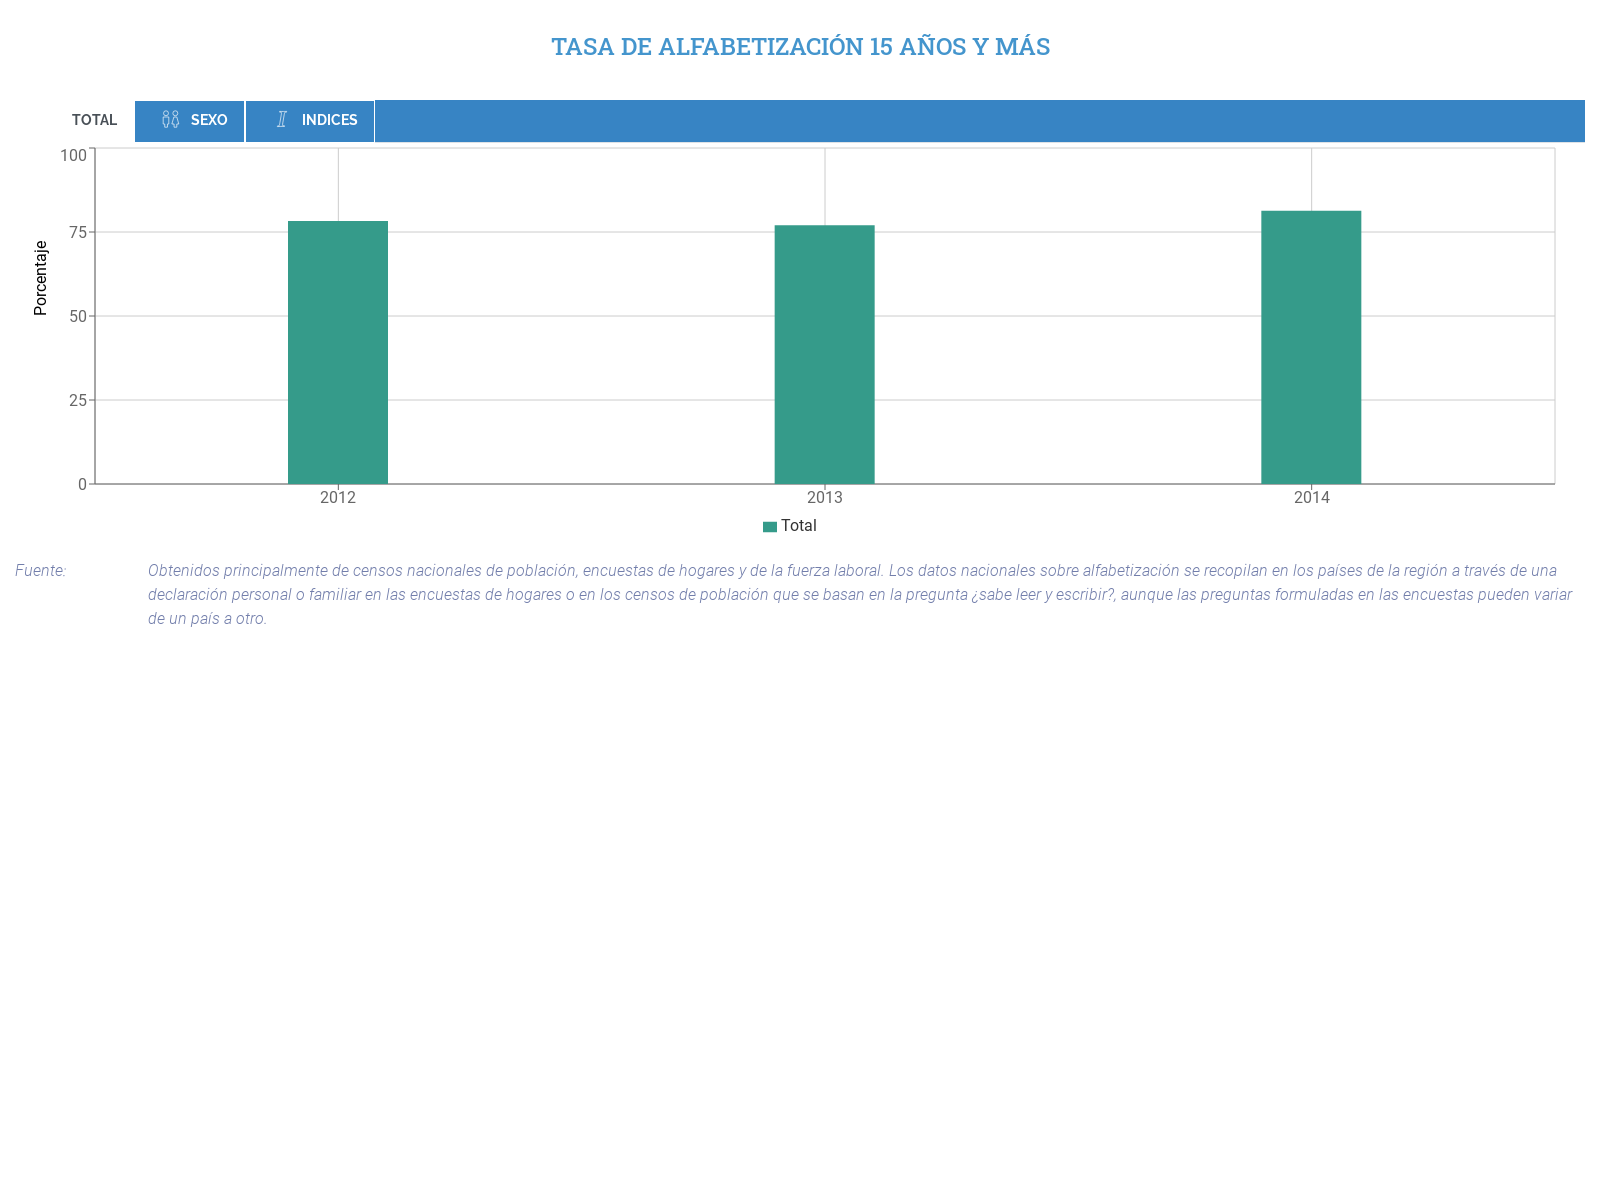 TASA DE ALFABETIZACIÓN 15 AÑOS Y MÁS
TOTAL SEXO INDICES
Porcentaje
100
75
50
25
0
2012 2013 2014
Total
Fuente: Obtenidos principalmente de censos nacionales de población, encuestas de hogares y de la fuerza laboral. Los datos nacionales sobre alfabetización se recopilan en los países de la región a través de una
declaración personal o familiar en las encuestas de hogares o en los censos de población que se basan en la pregunta ¿sabe leer y escribir?, aunque las preguntas formuladas en las encuestas pueden variar
de un país a otro.